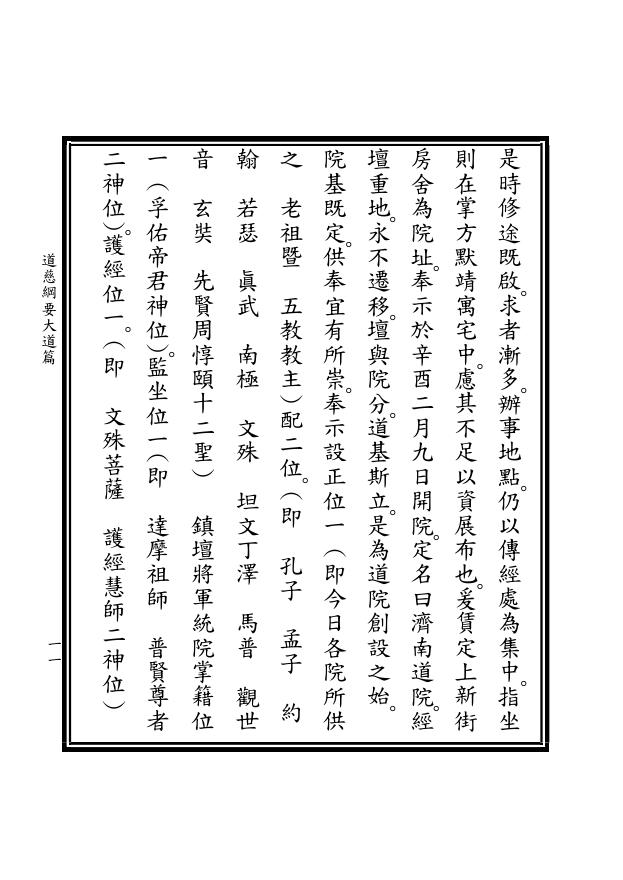 是時修途既啟。求者漸多。辦事地點。仍以傳經處為集中。指坐
則在掌方默靖寓宅中。慮其不足以資展布也。爰賃定上新街
房舍為院址。奉示於辛酉二月九日開院。定名曰濟南道院。經
壇重地。永不遷移。壇與院分。道基斯立。是為道院創設之始。
院基既定。供奉宜有所崇。奉示設正位一（即今日各院所供
之　老祖暨　五教教主）配二位。（即　孔子　孟子　約
翰　若瑟　眞武　南極　文殊　坦文丁澤　馬普　觀世
音　玄奘　先賢周惇頤十二聖）　鎮壇將軍統院掌籍位
一（孚佑帝君神位）。監坐位一（即　達摩祖師　普賢尊者
二神位）。護經位一。（即　文殊菩薩　護經慧師二神位）
道慈綱要大道篇
一一